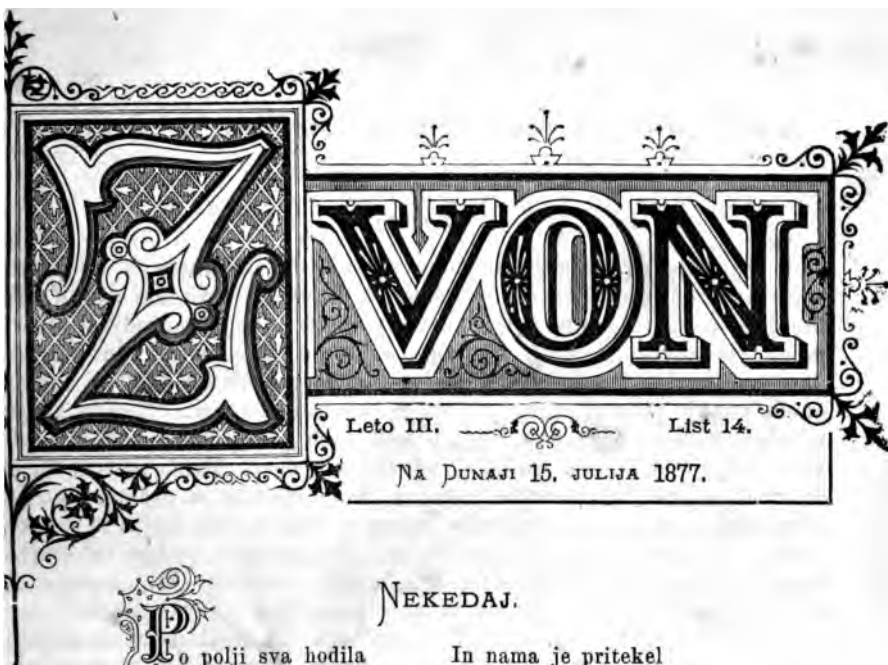 ZVON
Leto III. List 14.
NA DUNAJI 15. JULIJA 1877.
NEKEDAJ.
Po polji sva hodila
In nama je pritekel